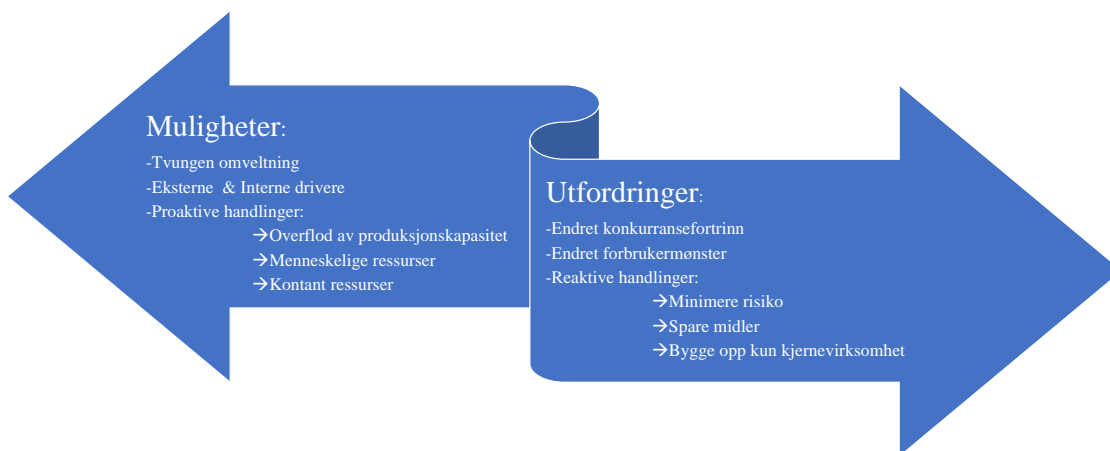 Muligheter:
-Tvungen omveltning
-Eksterne & Interne drivere
-Proaktive handlinger:
→Overflod av produksjonskapasitet
→Menneskelige ressurser
→Kontant ressurser
Utfordringer:
-Endret konkurransefortrinn
-Endret forbrukermønster
-Reaktive handlinger:
→Minimere risiko
→Spare midler
→Bygge opp kun kjernevirksomhet